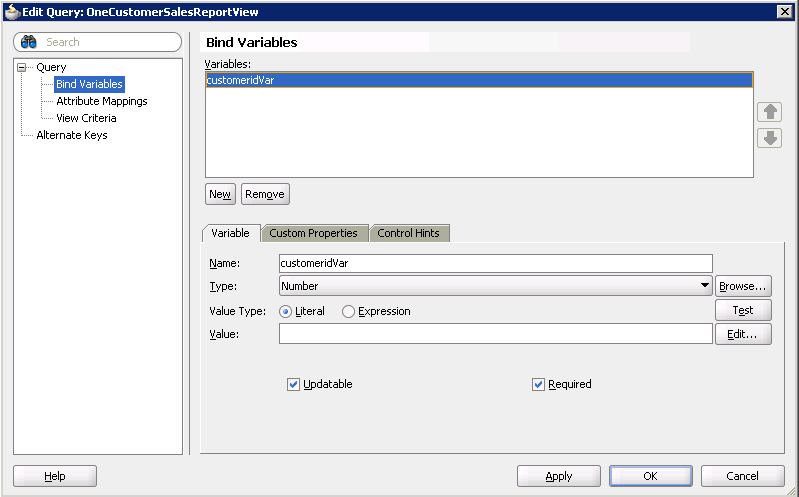 Edit Query: OneCustomerSalesReportView
Search
Bind Variables
Query
Bind Variables
Attribute Mappings
View Criteria
Alternate Keys
Variables:
customeridVar
New Remove
Variable Custom Properties Control Hints
Name: customeridVar
Type: Number Browse...
Value Type: Literal Expression Test
Value: Edit...
Updatable Required
Help Apply OK Cancel